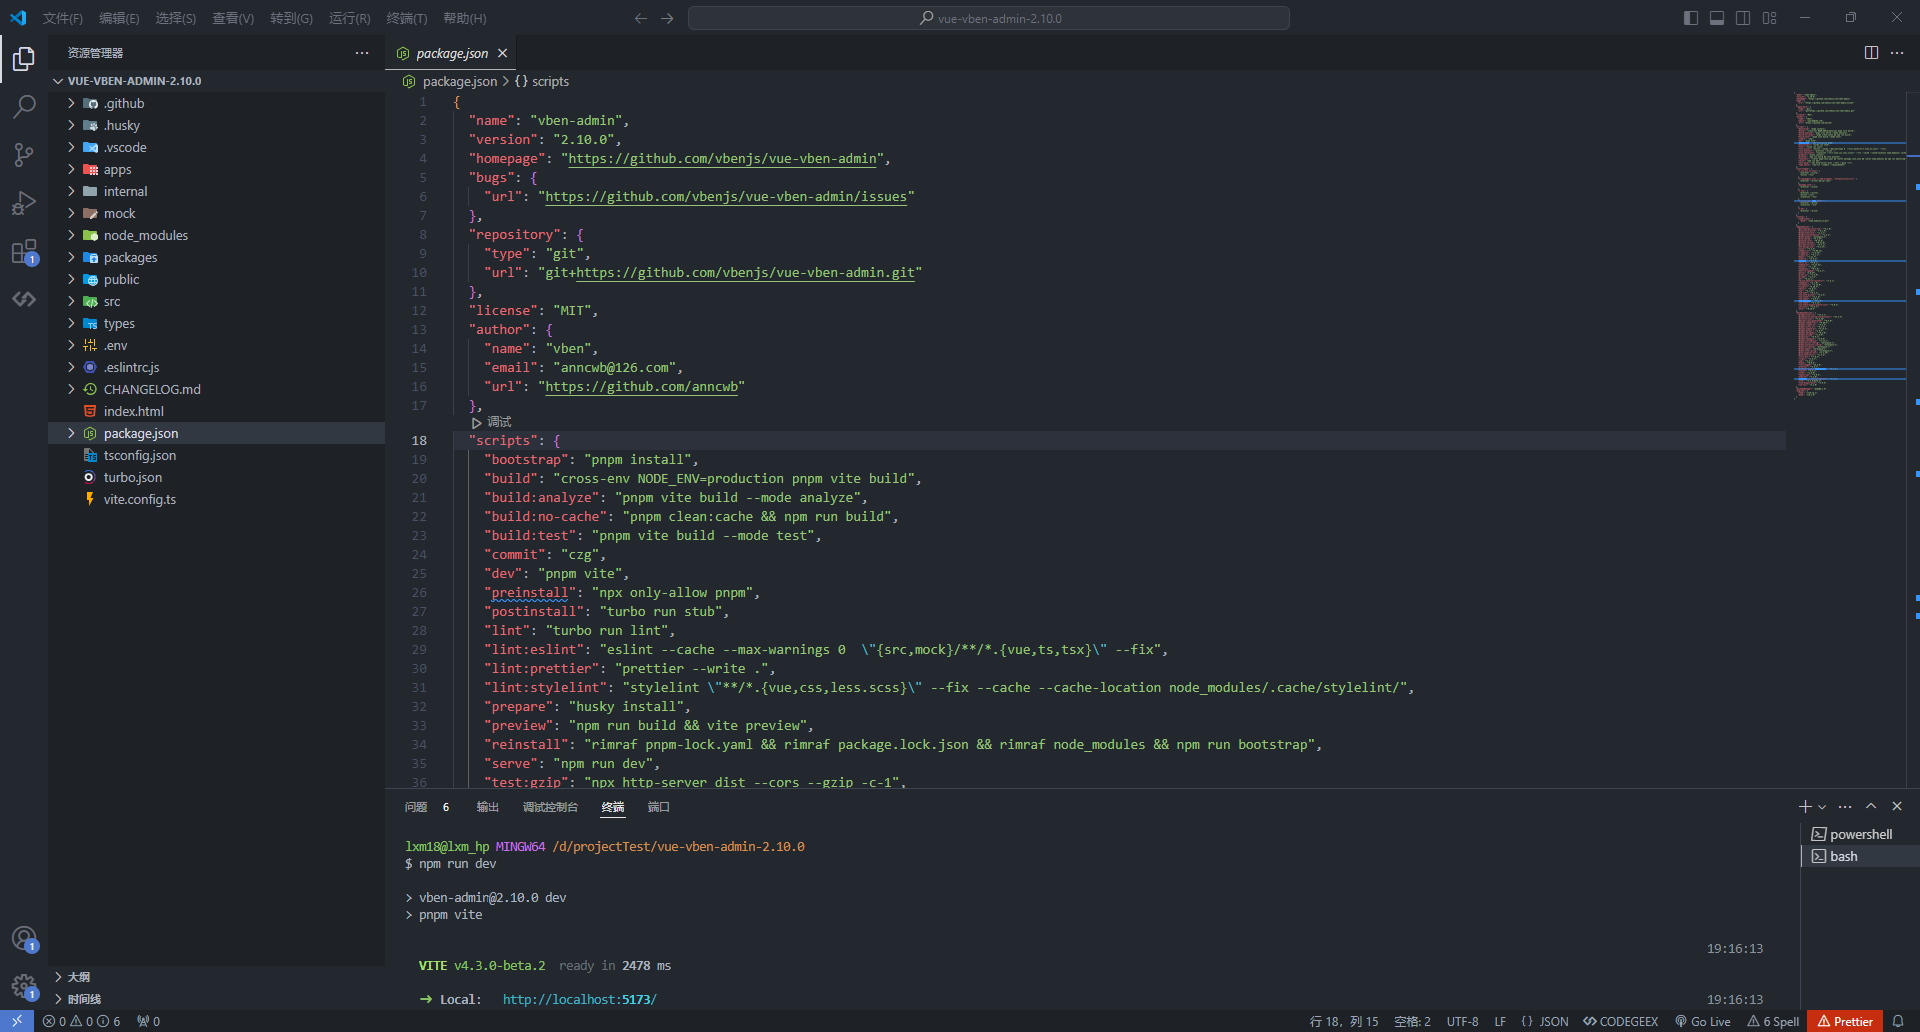 文件(F) 编辑(E) 选择(S) 查看(V) 转到(G) 运行(R) 终端(T) 帮助(H) vue-vben-admin-2.10.0
资源管理器
VUE-VBEN-ADMIN-2.10.0
.github
.husky
.vscode
apps
internal
mock
node_modules
packages
public
src
types
.env
.eslintrc.js
CHANGELOG.md
index.html
package.json
tsconfig.json
turbo.json
vite.config.ts
大纲
时间线
package.json
package.json > {} scripts
1 {
2 "name": "vben-admin",
3 "version": "2.10.0",
4 "homepage": "https://github.com/vbenjs/vue-vben-admin",
5 "bugs": {
6 "url": "https://github.com/vbenjs/vue-vben-admin/issues"
7 },
8 "repository": {
9 "type": "git",
10 "url": "git+https://github.com/vbenjs/vue-vben-admin.git"
11 },
12 "license": "MIT",
13 "author": {
14 "name": "vben",
15 "email": "anncwb@126.com",
16 "url": "https://github.com/anncwb"
17 },
调试
18 "scripts": {
19 "bootstrap": "pnpm install",
20 "build": "cross-env NODE_ENV=production pnpm vite build",
21 "build:analyze": "pnpm vite build --mode analyze",
22 "build:no-cache": "pnpm clean:cache && npm run build",
23 "build:test": "pnpm vite build --mode test",
24 "commit": "czg",
25 "dev": "pnpm vite",
26 "preinstall": "npx only-allow pnpm",
27 "postinstall": "turbo run stub",
28 "lint": "turbo run lint",
29 "lint:eslint": "eslint --cache --max-warnings 0  \"{src,mock}/**/*.{vue,ts,tsx}\" --fix",
30 "lint:prettier": "prettier --write .",
31 "lint:stylelint": "stylelint \"**/*.{vue,css,less.scss}\" --fix --cache --cache-location node_modules/.cache/stylelint/",
32 "prepare": "husky install",
33 "preview": "npm run build && vite preview",
34 "reinstall": "rimraf pnpm-lock.yaml && rimraf package.lock.json && rimraf node_modules && npm run bootstrap",
35 "serve": "npm run dev",
36 "test:gzip": "npx http-server dist --cors --gzip -c-1",
问题 6 输出 调试控制台 终端 端口
lxm18@lxm_hp MINGW64 /d/projectTest/vue-vben-admin-2.10.0
$ npm run dev
> vben-admin@2.10.0 dev
> pnpm vite
19:16:13
VITE v4.3.0-beta.2 ready in 2478 ms
➜ Local: http://localhost:5173/ 19:16:13
powershell
bash
1
1
1
0 0 6 0 行 18，列 15 空格: 2 UTF-8 LF {} JSON CODEGEEX Go Live 6 Spell Prettier